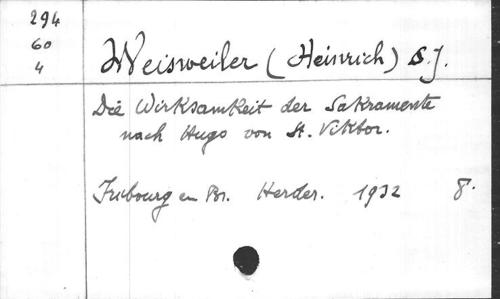 294
60
4
Weisweiler (Heinrich) S.J.
Die Wirksamkeit der Sakramente
nach Hugo von St. Viktor.
Fribourg en Br. Herder. 1932 8°.